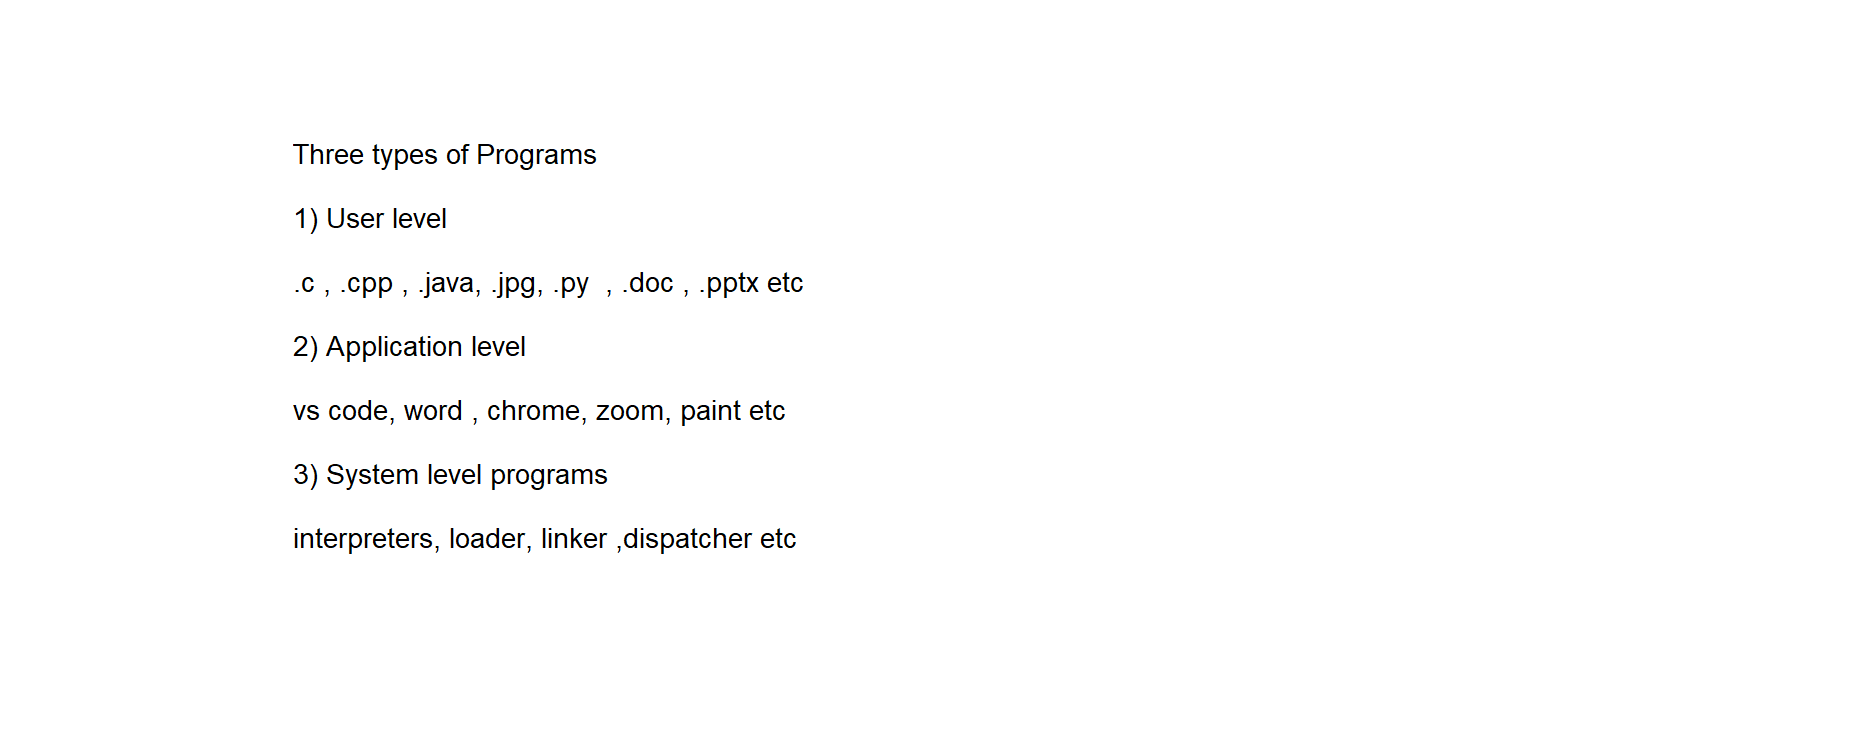 Three types of Programs
1) User level
.c , .cpp , .java, .jpg, .py  , .doc , .pptx etc
2) Application level
vs code, word , chrome, zoom, paint etc
3) System level programs
interpreters, loader, linker ,dispatcher etc